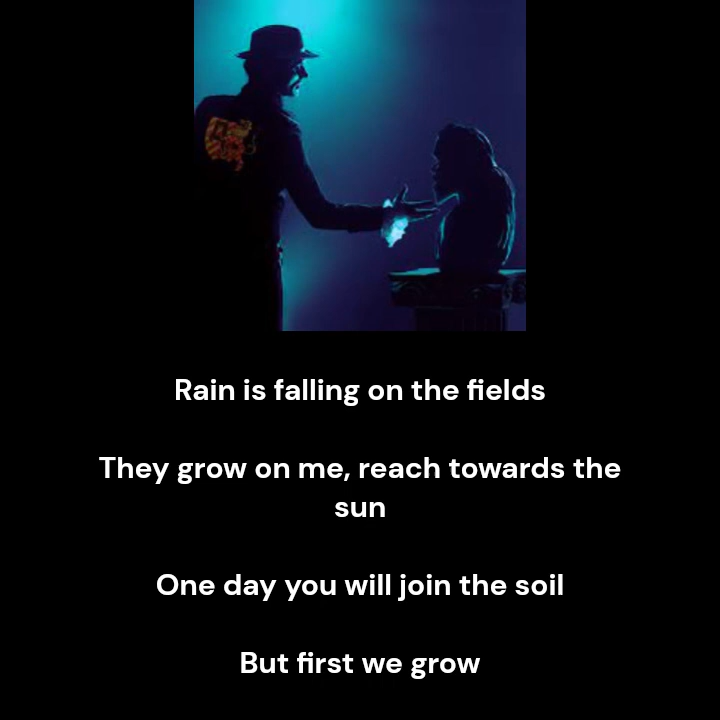 Rain is falling on the fields
They grow on me, reach towards the
sun
One day you will join the soil
But first we grow